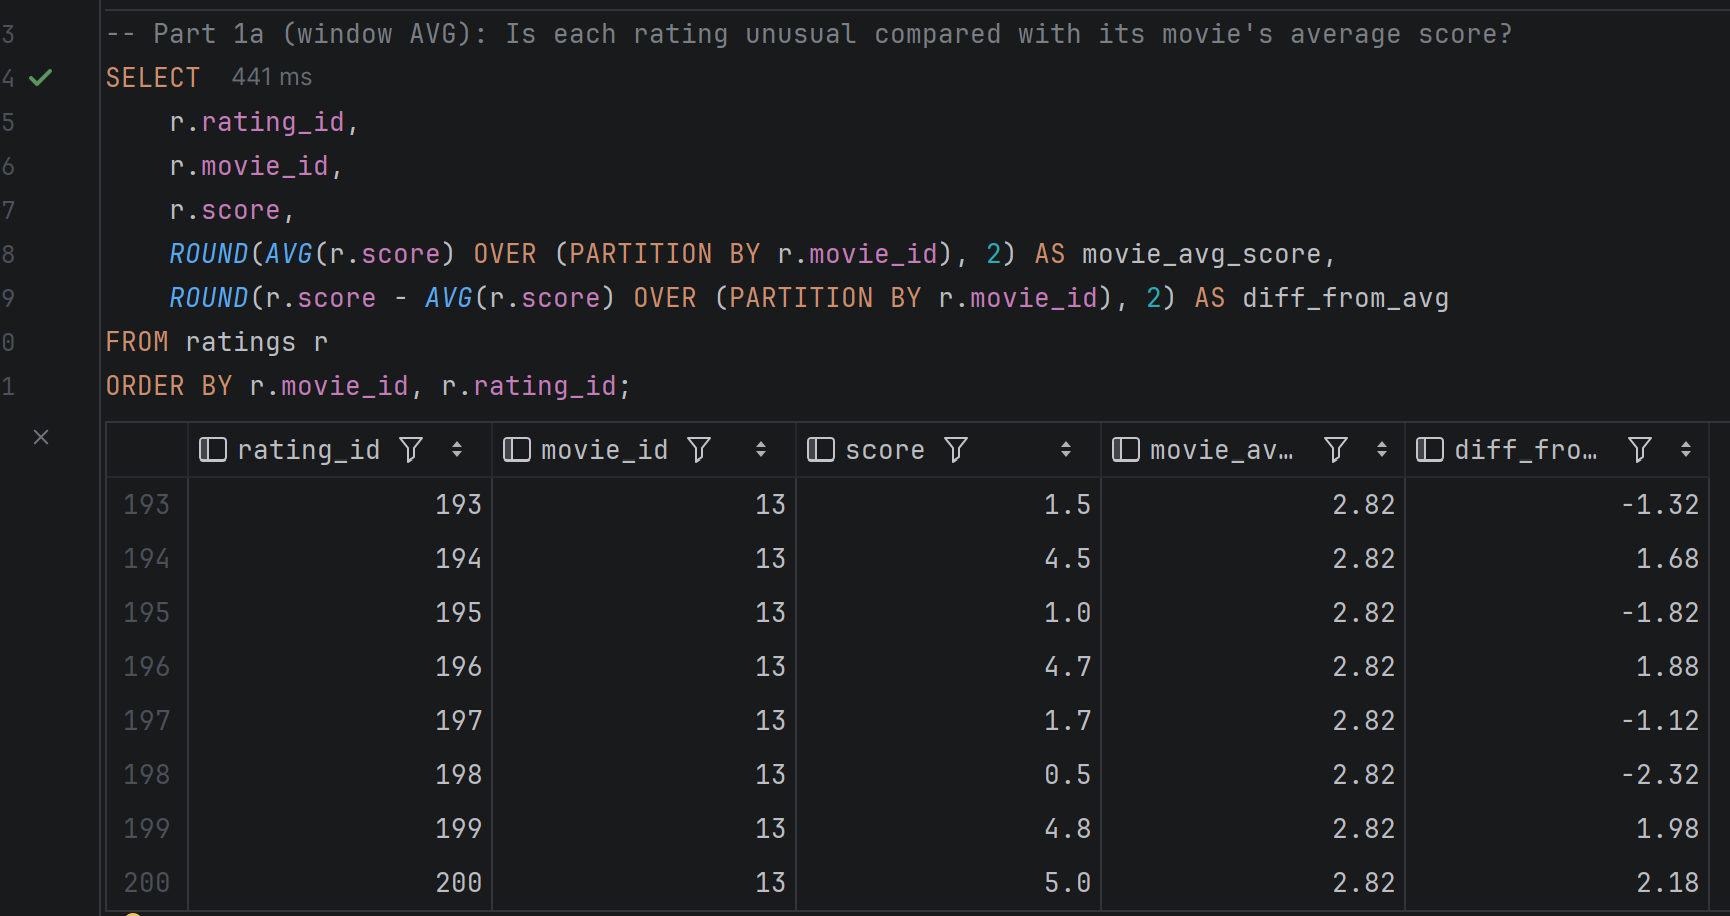 3 -- Part 1a (window AVG): Is each rating unusual compared with its movie's average score?
4 SELECT 441 ms
5 r.rating_id,
6 r.movie_id,
7 r.score,
8 ROUND(AVG(r.score) OVER (PARTITION BY r.movie_id), 2) AS movie_avg_score,
9 ROUND(r.score - AVG(r.score) OVER (PARTITION BY r.movie_id), 2) AS diff_from_avg
0 FROM ratings r
1 ORDER BY r.movie_id, r.rating_id;
rating_id movie_id score movie_av… diff_fro…
193 193 13 1.5 2.82 -1.32
194 194 13 4.5 2.82 1.68
195 195 13 1.0 2.82 -1.82
196 196 13 4.7 2.82 1.88
197 197 13 1.7 2.82 -1.12
198 198 13 0.5 2.82 -2.32
199 199 13 4.8 2.82 1.98
200 200 13 5.0 2.82 2.18